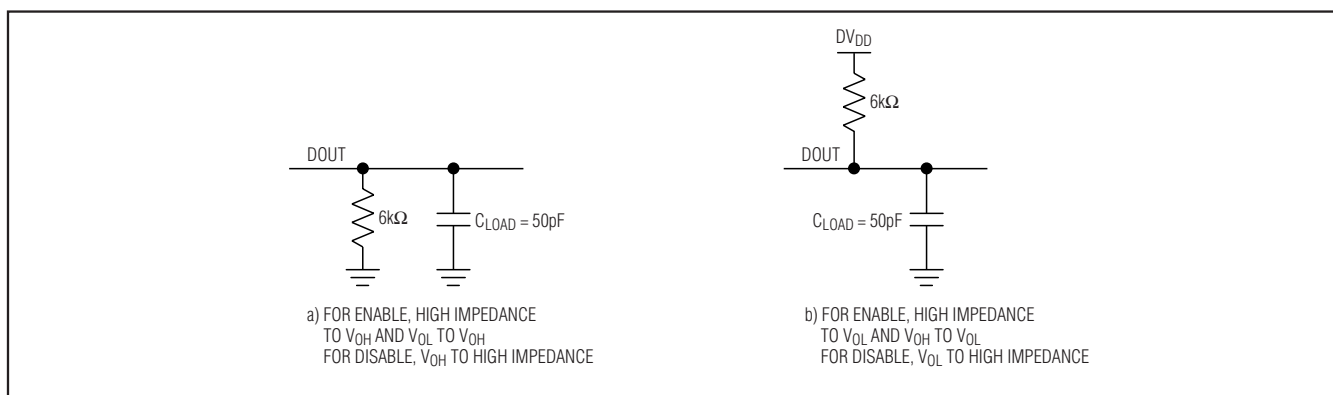 DOUT
6kΩ
C_LOAD = 50pF
a) FOR ENABLE, HIGH IMPEDANCE
TO V_OH AND V_OL TO V_OH
FOR DISABLE, V_OH TO HIGH IMPEDANCE
DV_DD
6kΩ
DOUT
C_LOAD = 50pF
b) FOR ENABLE, HIGH IMPEDANCE
TO V_OL AND V_OH TO V_OL
FOR DISABLE, V_OL TO HIGH IMPEDANCE